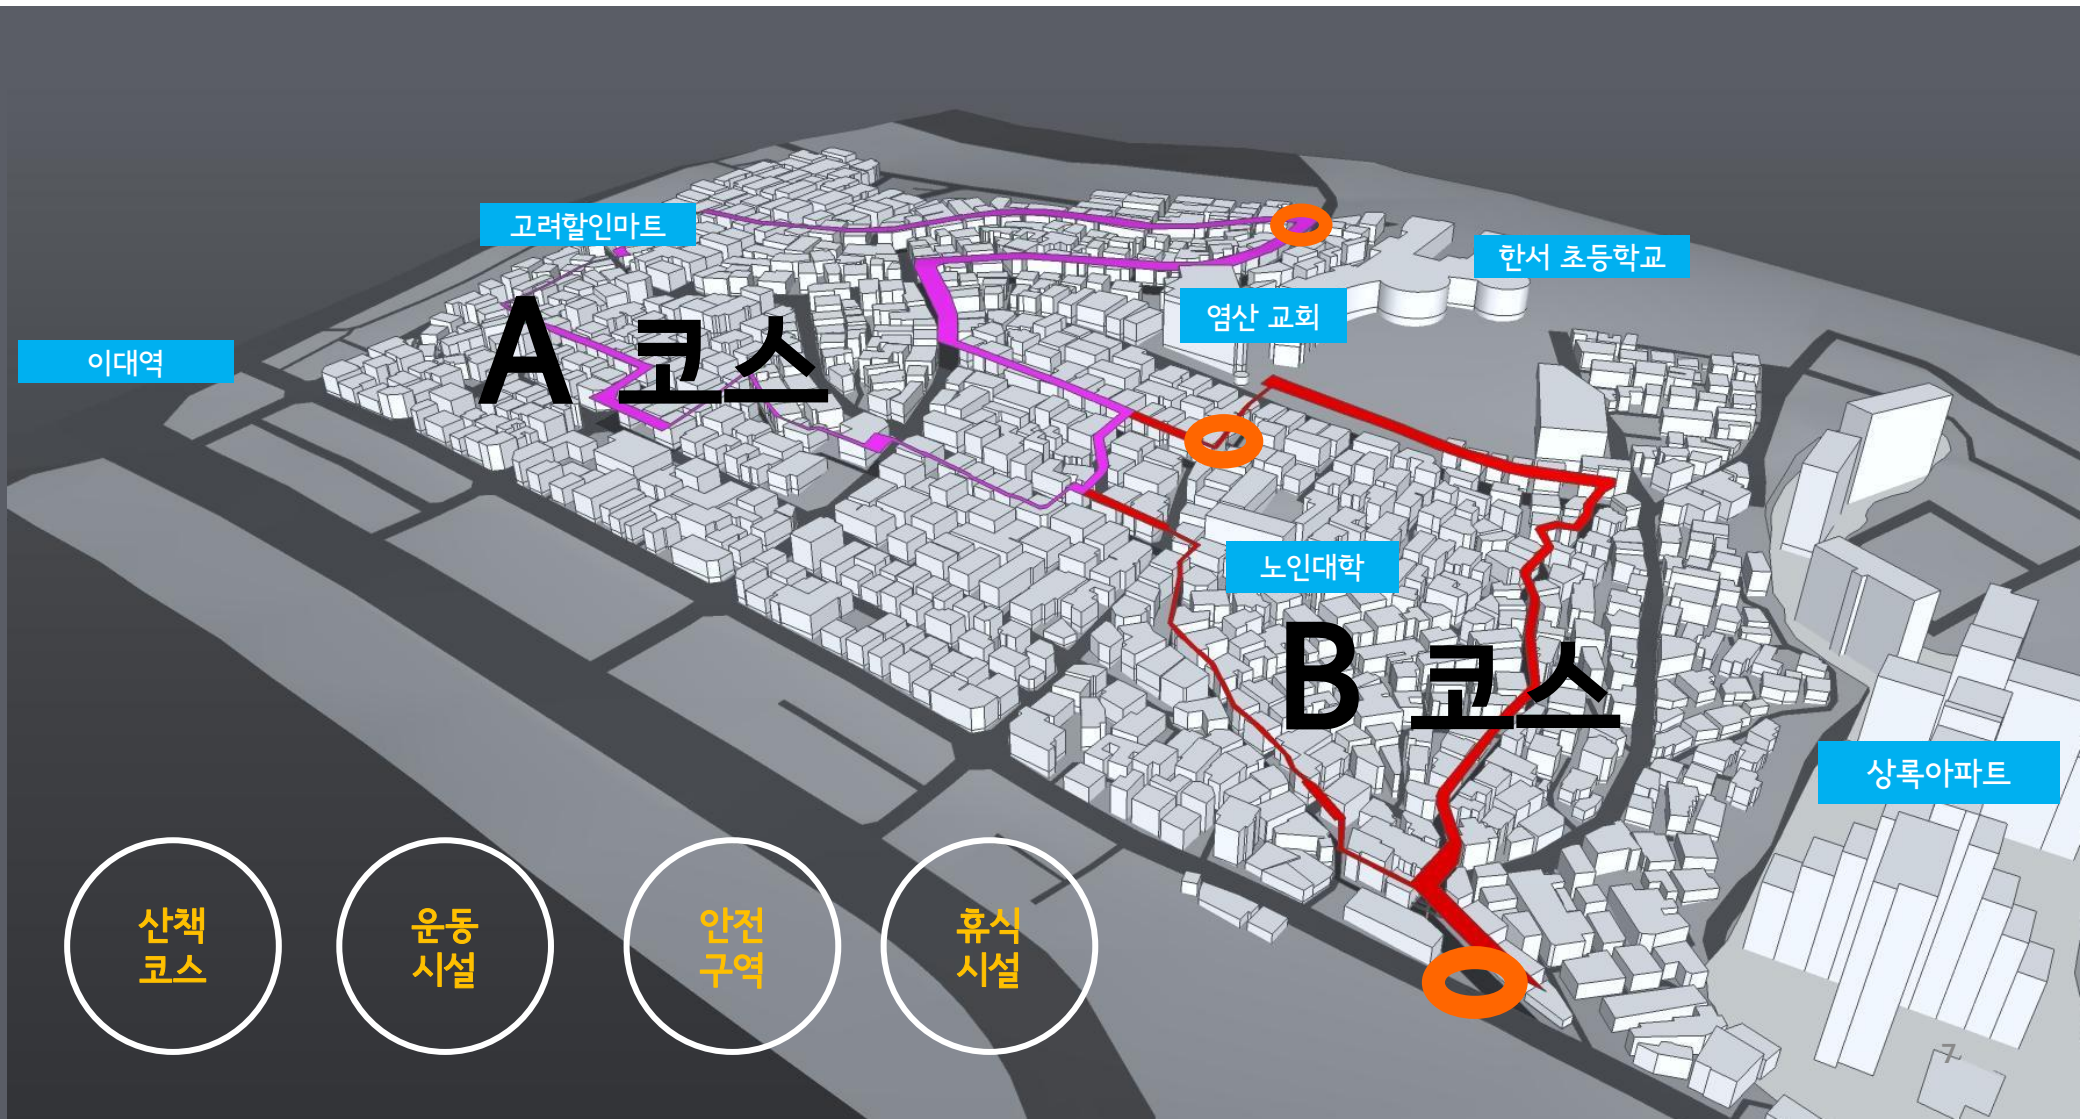 고려할인마트
한서 초등학교
염산 교회
이대역
A 코스
노인대학
B 코스
상록아파트
산책
코스
운동
시설
안전
구역
휴식
시설
7